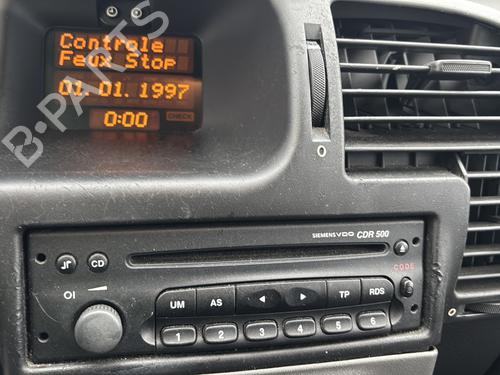 Controle
Feux Stop
01. 01. 1997
0:00
CHECK
B-PARTS
0
SIEMENS VDO CDR 500
CD
CODE
UM AS TP RDS
1 2 3 4 5 6